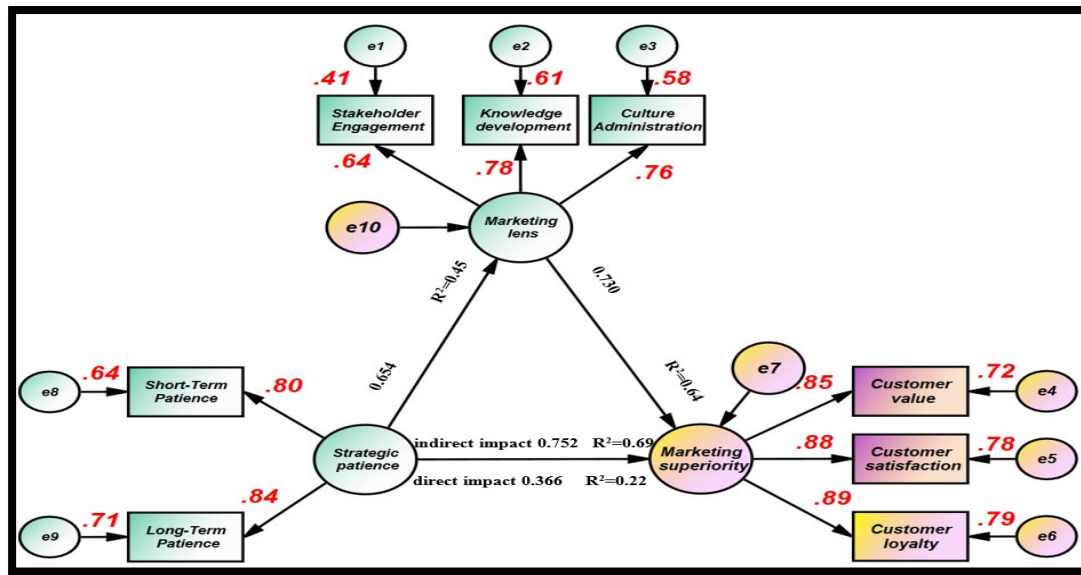 e1
e2
e3
.41
.61
.58
Stakeholder
Engagement
Knowledge
development
Culture
Administration
.64
.78
.76
e10
Marketing
lens
R²=0.45
0.654
0.730
R²=0.64
e7
e8
.64
Short-Term
Patience
.80
Strategic
patience
indirect impact 0.752 R²=0.69
direct impact 0.366 R²=0.22
Marketing
superiority
.85
Customer
value
.72
e4
.88
Customer
satisfaction
.78
e5
.89
Customer
loyalty
.79
e6
.84
e9
.71
Long-Term
Patience